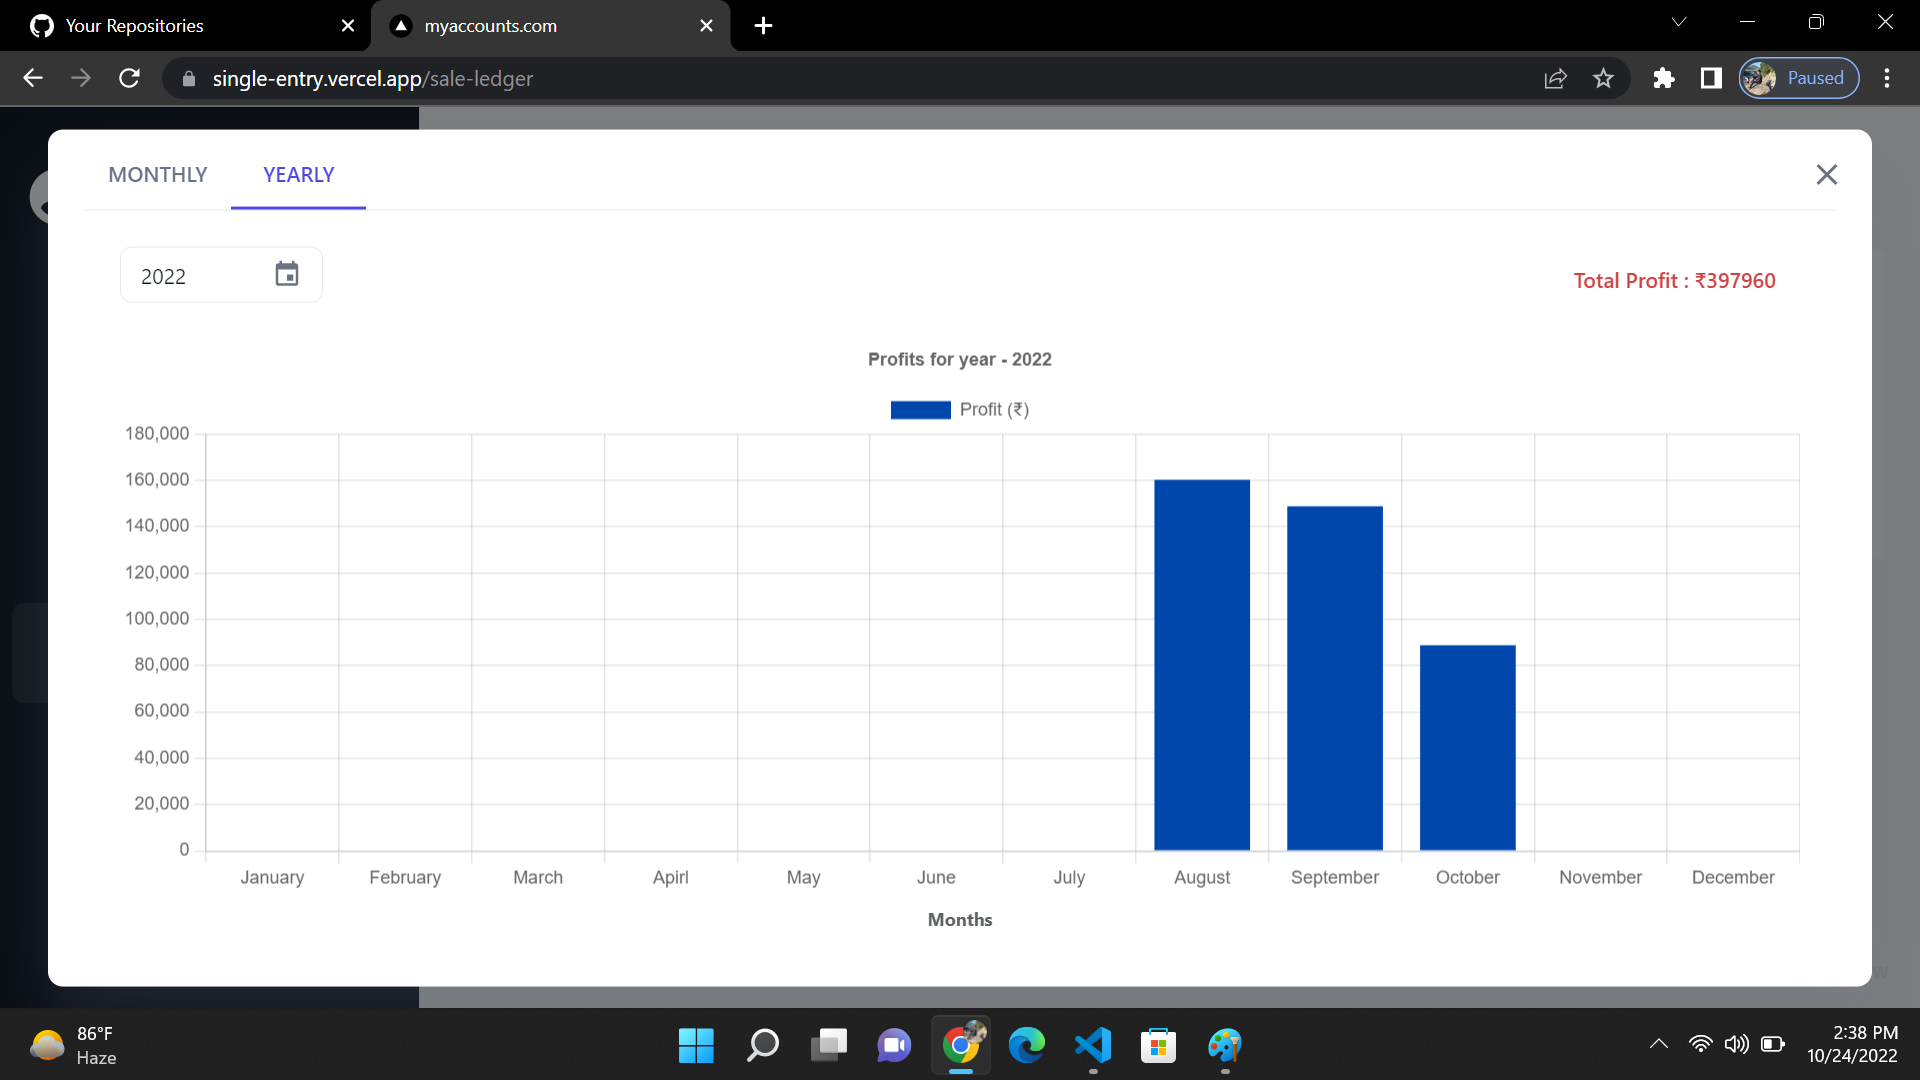 Your Repositories
myaccounts.com
single-entry.vercel.app/sale-ledger
Paused
MONTHLY YEARLY
2022
Total Profit : ₹397960
Profits for year - 2022
Profit (₹)
180,000
160,000
140,000
120,000
100,000
80,000
60,000
40,000
20,000
0
January February March Apirl May June July August September October November December
Months
86°F
Haze
2:38 PM
10/24/2022